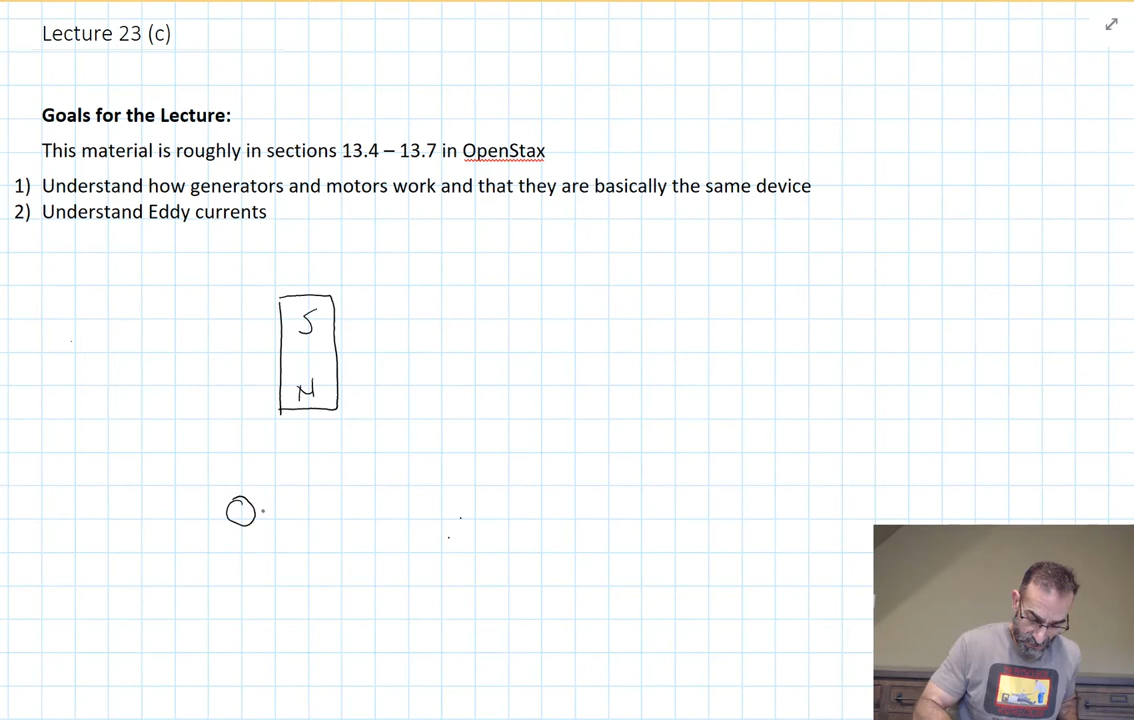 Lecture 23 (c)
Goals for the Lecture:
This material is roughly in sections 13.4 – 13.7 in OpenStax
1) Understand how generators and motors work and that they are basically the same device
2) Understand Eddy currents
S
N